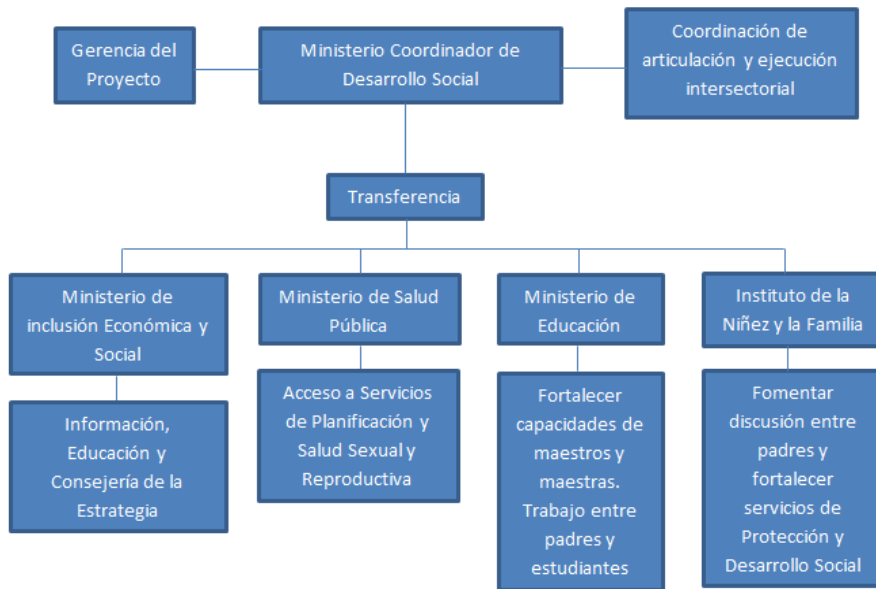 Gerencia del
Proyecto
Ministerio Coordinador de
Desarrollo Social
Coordinación de
articulación y ejecución
intersectorial
Transferencia
Ministerio de
inclusión Económica y
Social
Ministerio de Salud
Pública
Ministerio de
Educación
Instituto de la
Niñez y la Familia
Información,
Educación y
Consejería de la
Estrategia
Acceso a Servicios
de Planificación y
Salud Sexual y
Reproductiva
Fortalecer
capacidades de
maestros y
maestras.
Trabajo entre
padres y
estudiantes
Fomentar
discusión entre
padres y
fortalecer
servicios de
Protección y
Desarrollo Social